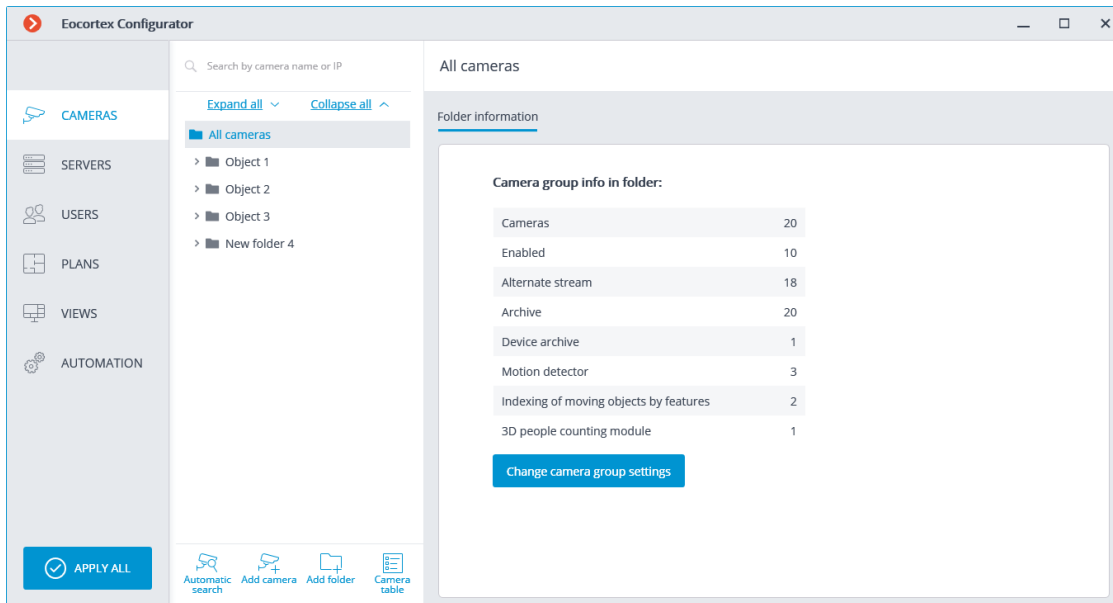 Eocortex Configurator
Search by camera name or IP
Expand all
Collapse all
All cameras
Object 1
Object 2
Object 3
New folder 4
CAMERAS
SERVERS
USERS
PLANS
VIEWS
AUTOMATION
APPLY ALL
Automatic
search
Add camera
Add folder
Camera
table
All cameras
Folder information
Camera group info in folder:
Cameras 20
Enabled 10
Alternate stream 18
Archive 20
Device archive 1
Motion detector 3
Indexing of moving objects by features 2
3D people counting module 1
Change camera group settings